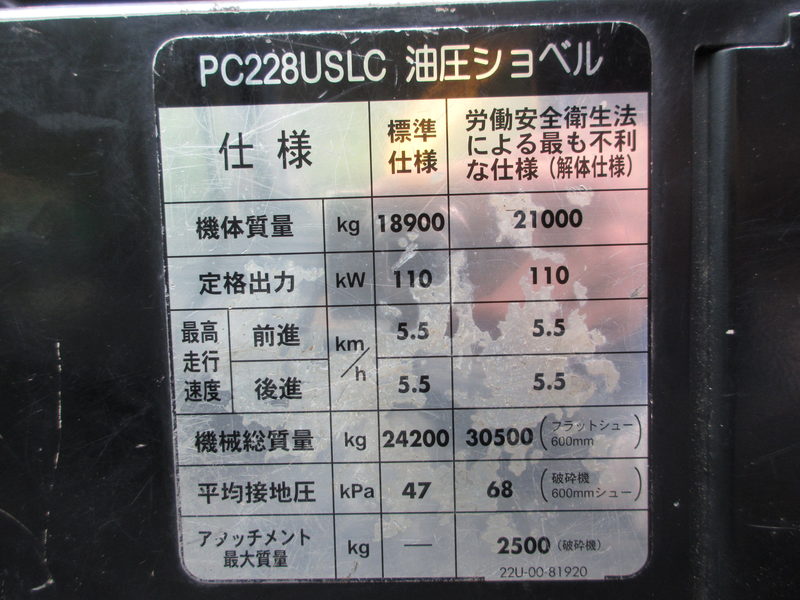 PC228USLC 油圧ショベル
仕様 標準仕様 労働安全衛生法による最も不利な仕様（解体仕様）
機体質量 kg 18900 21000
定格出力 kW 110 110
最高走行速度 前進 km/h 5.5 5.5
後進 5.5 5.5
機械総質量 kg 24200 30500（フラットシュー 600mm）
平均接地圧 kPa 47 68（破砕機 600mmシュー）
アタッチメント最大質量 kg — 2500（破砕機）
22U-00-81920